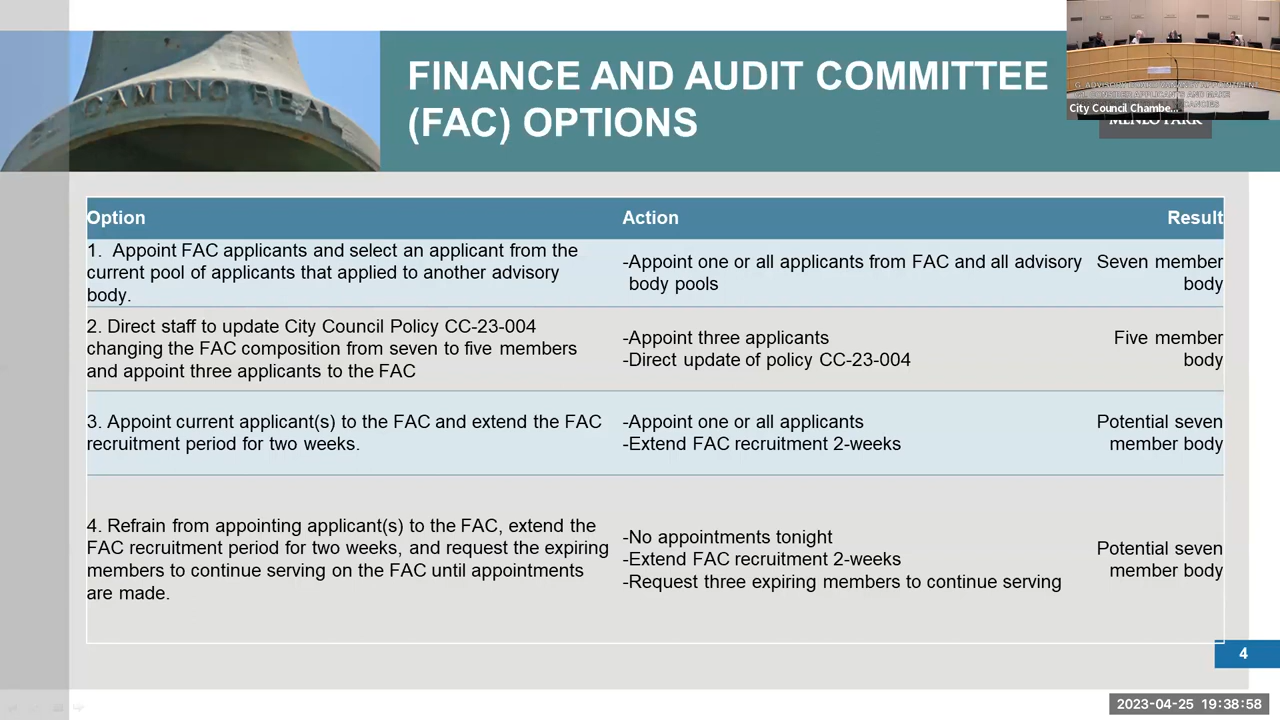 CAMINO REAL
FINANCE AND AUDIT COMMITTEE
(FAC) OPTIONS
City Council Chambe...
MENLO PARK
Option Action Result
1. Appoint FAC applicants and select an applicant from the
current pool of applicants that applied to another advisory
body.
-Appoint one or all applicants from FAC and all advisory
body pools
Seven member
body
2. Direct staff to update City Council Policy CC-23-004
changing the FAC composition from seven to five members
and appoint three applicants to the FAC
-Appoint three applicants
-Direct update of policy CC-23-004
Five member
body
3. Appoint current applicant(s) to the FAC and extend the FAC
recruitment period for two weeks.
-Appoint one or all applicants
-Extend FAC recruitment 2-weeks
Potential seven
member body
4. Refrain from appointing applicant(s) to the FAC, extend the
FAC recruitment period for two weeks, and request the expiring
members to continue serving on the FAC until appointments
are made.
-No appointments tonight
-Extend FAC recruitment 2-weeks
-Request three expiring members to continue serving
Potential seven
member body
4
2023-04-25 19:38:58